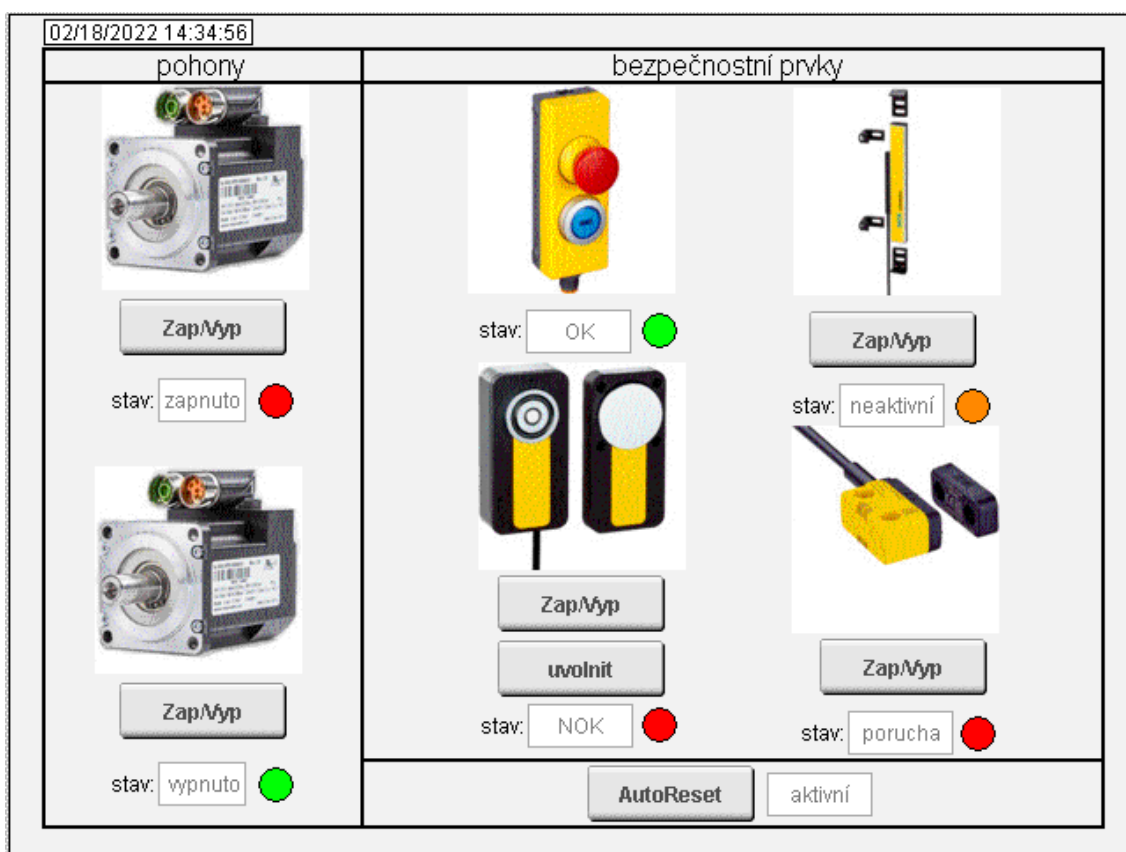 02/18/2022 14:34:56
pohony
bezpečnostní prvky
Zap/Vyp
stav: zapnuto
Zap/Vyp
stav: vypnuto
stav: OK
Zap/Vyp
uvolnit
stav: NOK
Zap/Vyp
stav: neaktivní
Zap/Vyp
stav: porucha
AutoReset aktivní